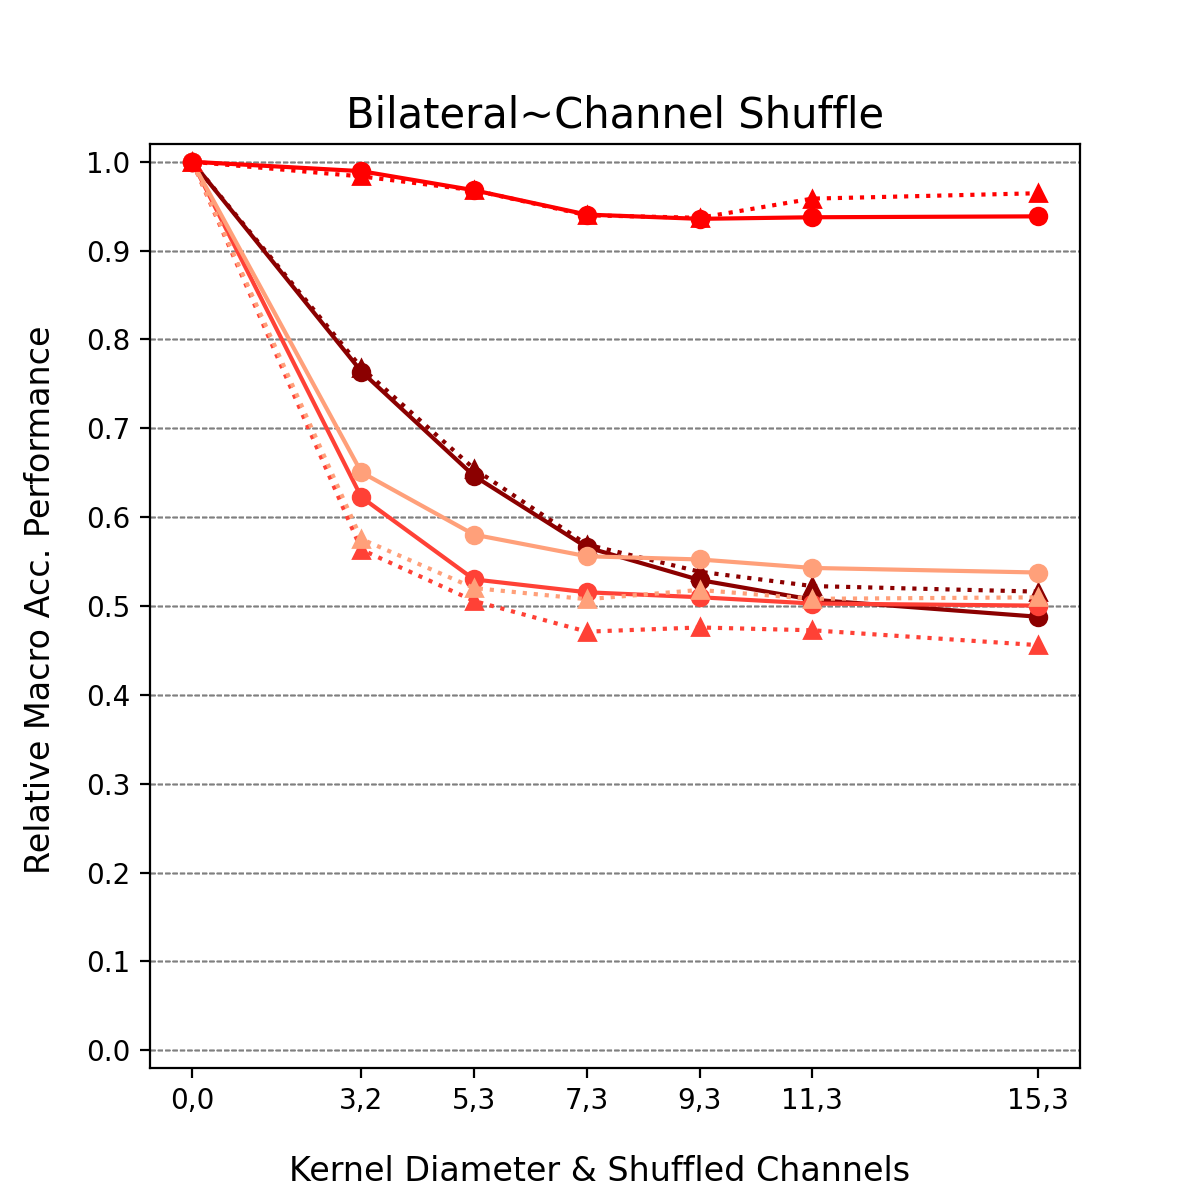 Bilateral~Channel Shuffle
1.0
0.9
0.8
0.7
0.6
0.5
0.4
0.3
0.2
0.1
0.0
Relative Macro Acc. Performance
0,0 3,2 5,3 7,3 9,3 11,3 15,3
Kernel Diameter & Shuffled Channels